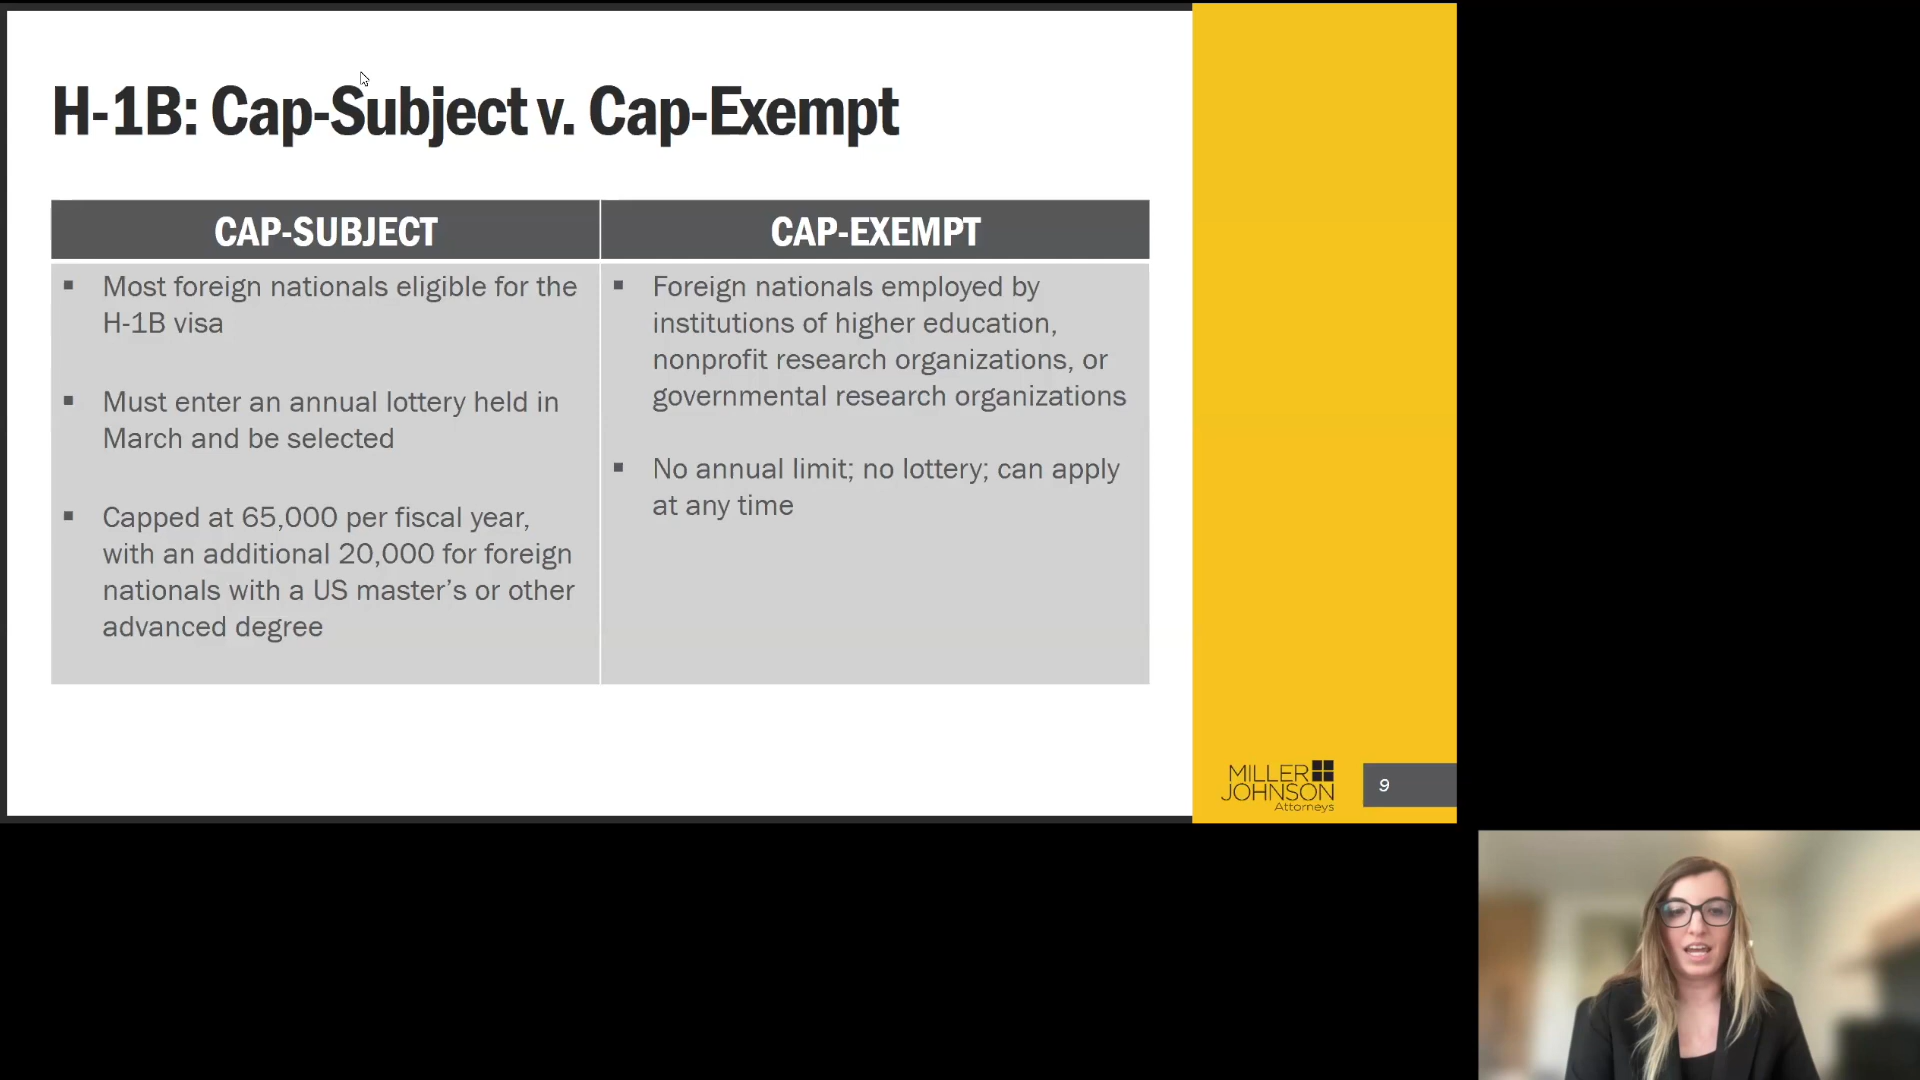 H-1B: Cap-Subject v. Cap-Exempt
CAP-SUBJECT
▪ Most foreign nationals eligible for the
H-1B visa
▪ Must enter an annual lottery held in
March and be selected
▪ Capped at 65,000 per fiscal year,
with an additional 20,000 for foreign
nationals with a US master’s or other
advanced degree
CAP-EXEMPT
▪ Foreign nationals employed by
institutions of higher education,
nonprofit research organizations, or
governmental research organizations
▪ No annual limit; no lottery; can apply
at any time
MILLER
JOHNSON
Attorneys
9